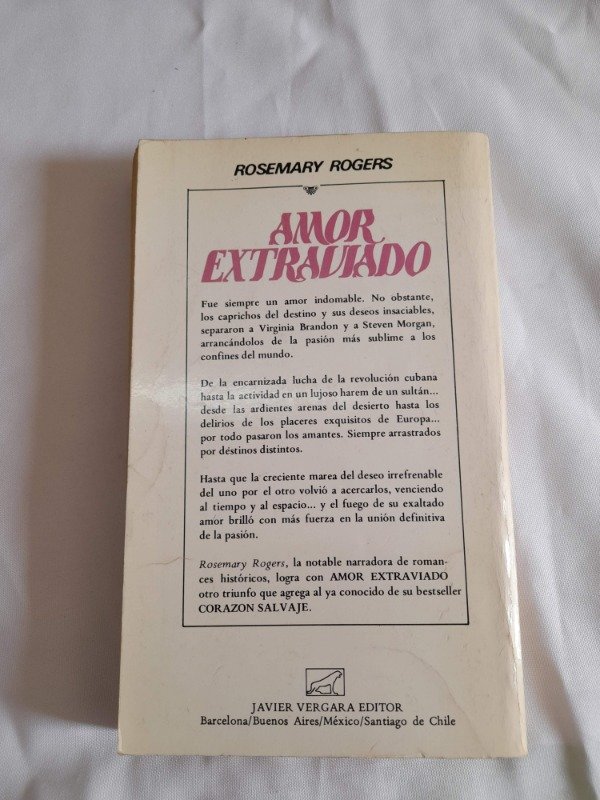 ROSEMARY ROGERS
AMOR
EXTRAVIADO
Fue siempre un amor indomable. No obstante,
los caprichos del destino y sus deseos insaciables,
separaron a Virginia Brandon y a Steven Morgan,
arrancándolos de la pasión más sublime a los
confines del mundo.
De la encarnizada lucha de la revolución cubana
hasta la actividad en un lujoso harem de un sultán...
desde las ardientes arenas del desierto hasta los
delirios de los placeres exquisitos de Europa...
por todo pasaron los amantes. Siempre arrastrados
por déstinos distintos.
Hasta que la creciente marea del deseo irrefrenable
del uno por el otro volvió a acercarlos, venciendo
al tiempo y al espacio... y el fuego de su exaltado
amor brilló con más fuerza en la unión definitiva
de la pasión.
Rosemary Rogers, la notable narradora de roman-
ces históricos, logra con AMOR EXTRAVIADO
otro triunfo que agrega al ya conocido de su bestseller
CORAZON SALVAJE.
JAVIER VERGARA EDITOR
Barcelona/Buenos Aires/México/Santiago de Chile